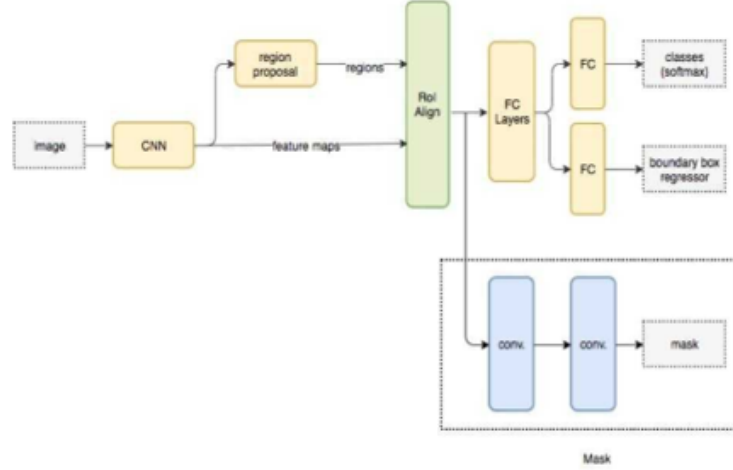 region
proposal
regions
RoI
Align
FC
Layers
FC
classes
(softmax)
image
CNN
feature maps
FC
boundary box
regressor
conv.
conv.
mask
Mask